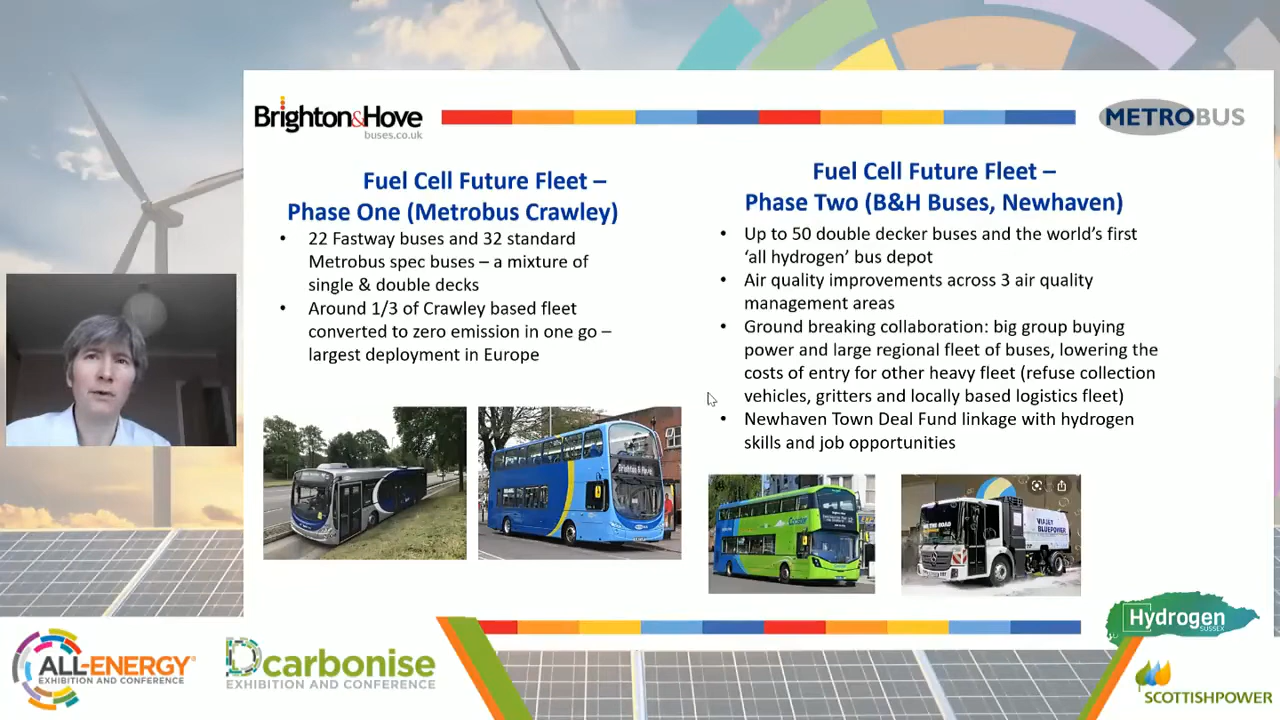 Brighton&Hove
buses.co.uk
METROBUS
Fuel Cell Future Fleet –
Phase One (Metrobus Crawley)
• 22 Fastway buses and 32 standard
Metrobus spec buses – a mixture of
single & double decks
• Around 1/3 of Crawley based fleet
converted to zero emission in one go –
largest deployment in Europe
Fuel Cell Future Fleet –
Phase Two (B&H Buses, Newhaven)
• Up to 50 double decker buses and the world's first
'all hydrogen' bus depot
• Air quality improvements across 3 air quality
management areas
• Ground breaking collaboration: big group buying
power and large regional fleet of buses, lowering the
costs of entry for other heavy fleet (refuse collection
vehicles, gritters and locally based logistics fleet)
• Newhaven Town Deal Fund linkage with hydrogen
skills and job opportunities
Brighton & Hove
VIAJET
BLUEPOWER
Hydrogen
SUSSEX
ALL-ENERGY®
EXHIBITION AND CONFERENCE
Dcarbonise
EXHIBITION AND CONFERENCE
SCOTTISHPOWER